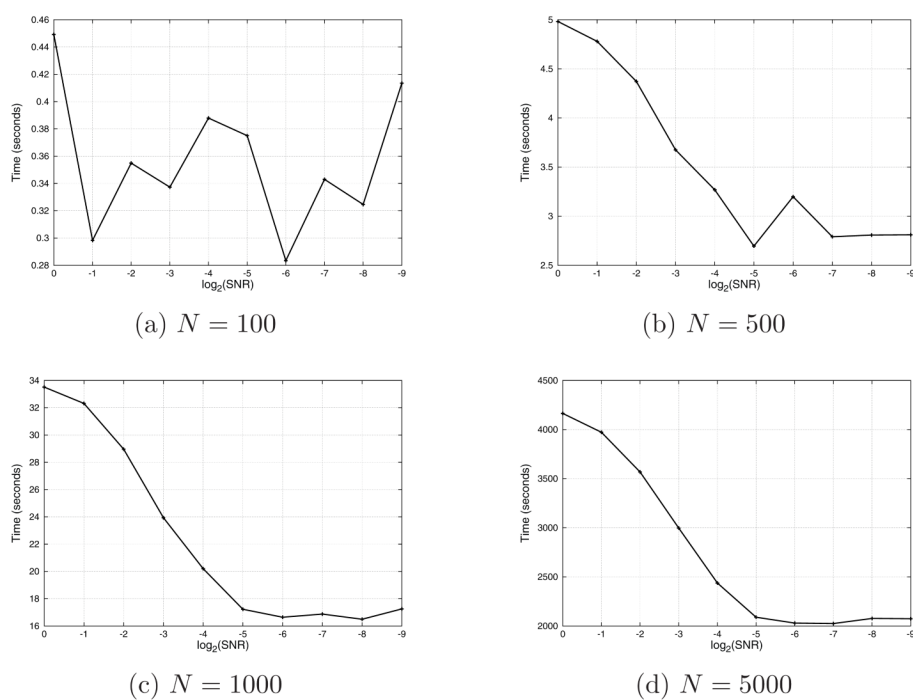 0.46
0.44
0.42
0.4
0.38
0.36
0.34
0.32
0.3
0.28
Time (seconds)
0 -1 -2 -3 -4 -5 -6 -7 -8 -9
log2(SNR)
(a) N = 100
5
4.5
4
3.5
3
2.5
Time (seconds)
0 -1 -2 -3 -4 -5 -6 -7 -8 -9
log2(SNR)
(b) N = 500
34
32
30
28
26
24
22
20
18
16
Time (seconds)
0 -1 -2 -3 -4 -5 -6 -7 -8 -9
log2(SNR)
(c) N = 1000
4500
4000
3500
3000
2500
2000
Time (seconds)
0 -1 -2 -3 -4 -5 -6 -7 -8 -9
log2(SNR)
(d) N = 5000